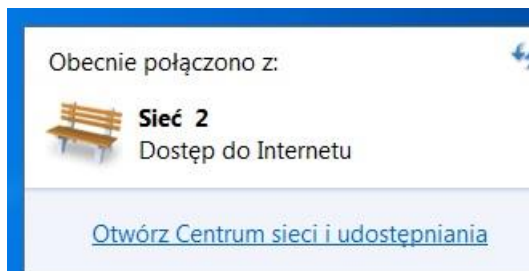 Obecnie połączono z:
Sieć 2
Dostęp do Internetu
Otwórz Centrum sieci i udostępniania